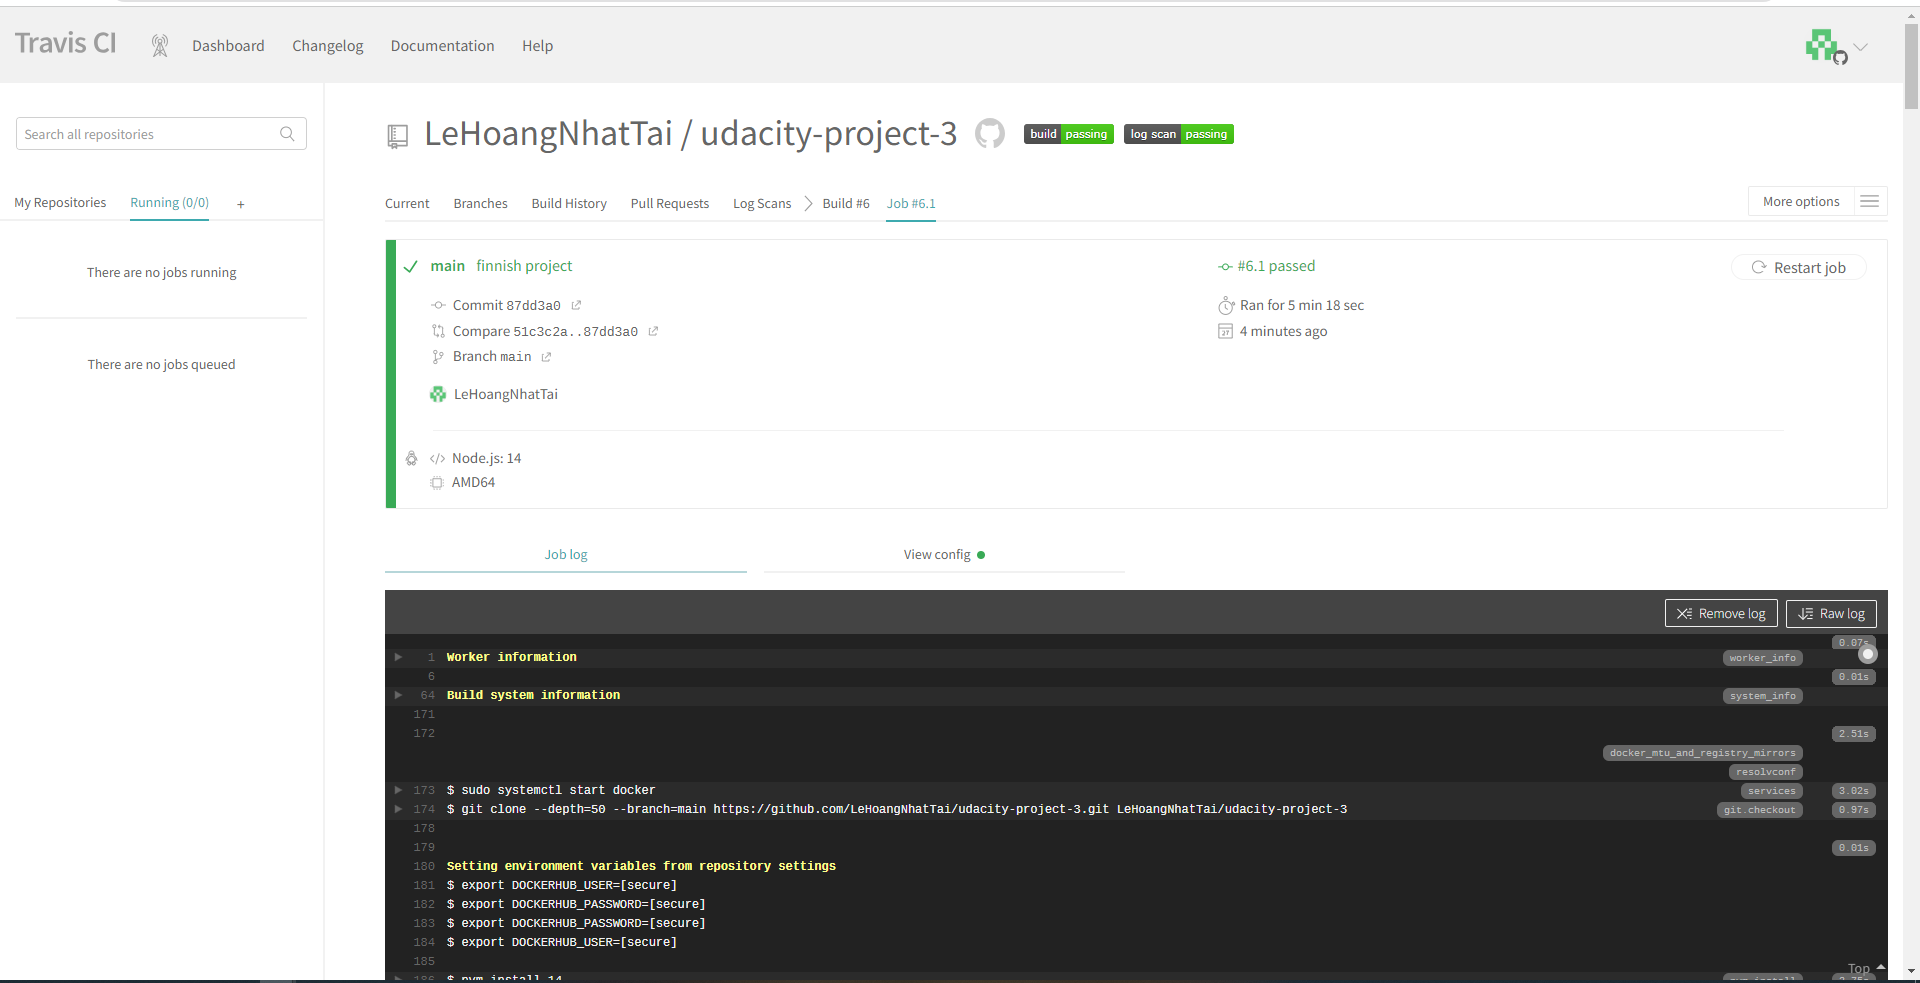 Travis CI
Dashboard
Changelog
Documentation
Help
Search all repositories
My Repositories
Running (0/0)
+
There are no jobs running
There are no jobs queued
LeHoangNhatTai / udacity-project-3
build passing
log scan passing
Current
Branches
Build History
Pull Requests
Log Scans
Build #6
Job #6.1
More options
main finnish project
Commit 87dd3a0
Compare 51c3c2a..87dd3a0
Branch main
LeHoangNhatTai
#6.1 passed
Ran for 5 min 18 sec
27
4 minutes ago
Restart job
Node.js: 14
AMD64
Job log
View config
Remove log
Raw log
0.07s
1 Worker information worker_info
6 0.01s
64 Build system information system_info
171
172 2.51s
docker_mtu_and_registry_mirrors
resolvconf
173 $ sudo systemctl start docker services 3.02s
174 $ git clone --depth=50 --branch=main https://github.com/LeHoangNhatTai/udacity-project-3.git LeHoangNhatTai/udacity-project-3 git.checkout 0.97s
178
179 0.01s
180 Setting environment variables from repository settings
181 $ export DOCKERHUB_USER=[secure]
182 $ export DOCKERHUB_PASSWORD=[secure]
183 $ export DOCKERHUB_PASSWORD=[secure]
184 $ export DOCKERHUB_USER=[secure]
185
186 $ nvm install 14
Top